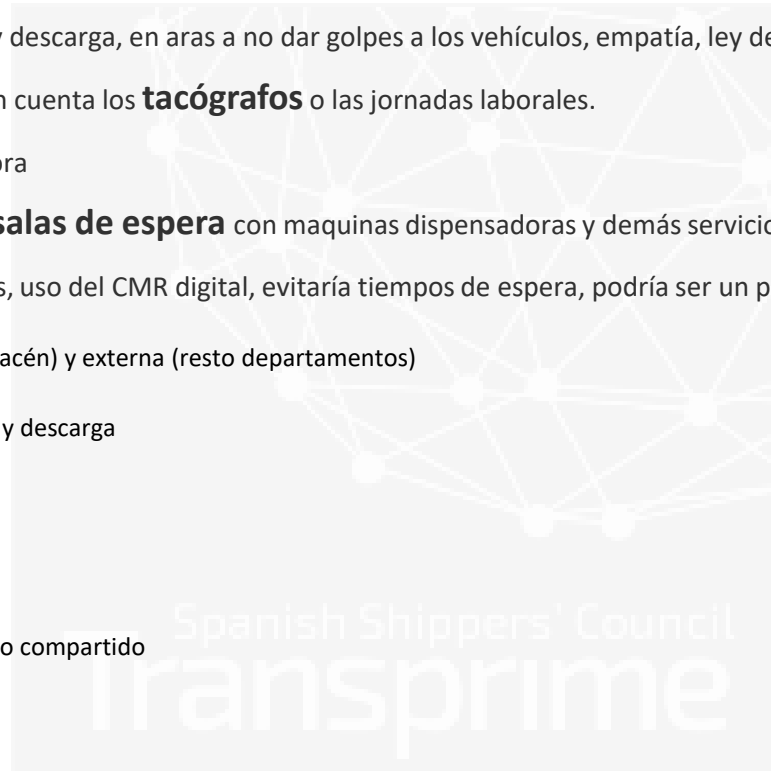 y descarga, en aras a no dar golpes a los vehículos, empatía, ley de
n cuenta los tacógrafos o las jornadas laborales.
ora
salas de espera con maquinas dispensadoras y demás servicio
s, uso del CMR digital, evitaría tiempos de espera, podría ser un p
acén) y externa (resto departamentos)
y descarga
Spanish Shippers' Council
o compartido
Transprime